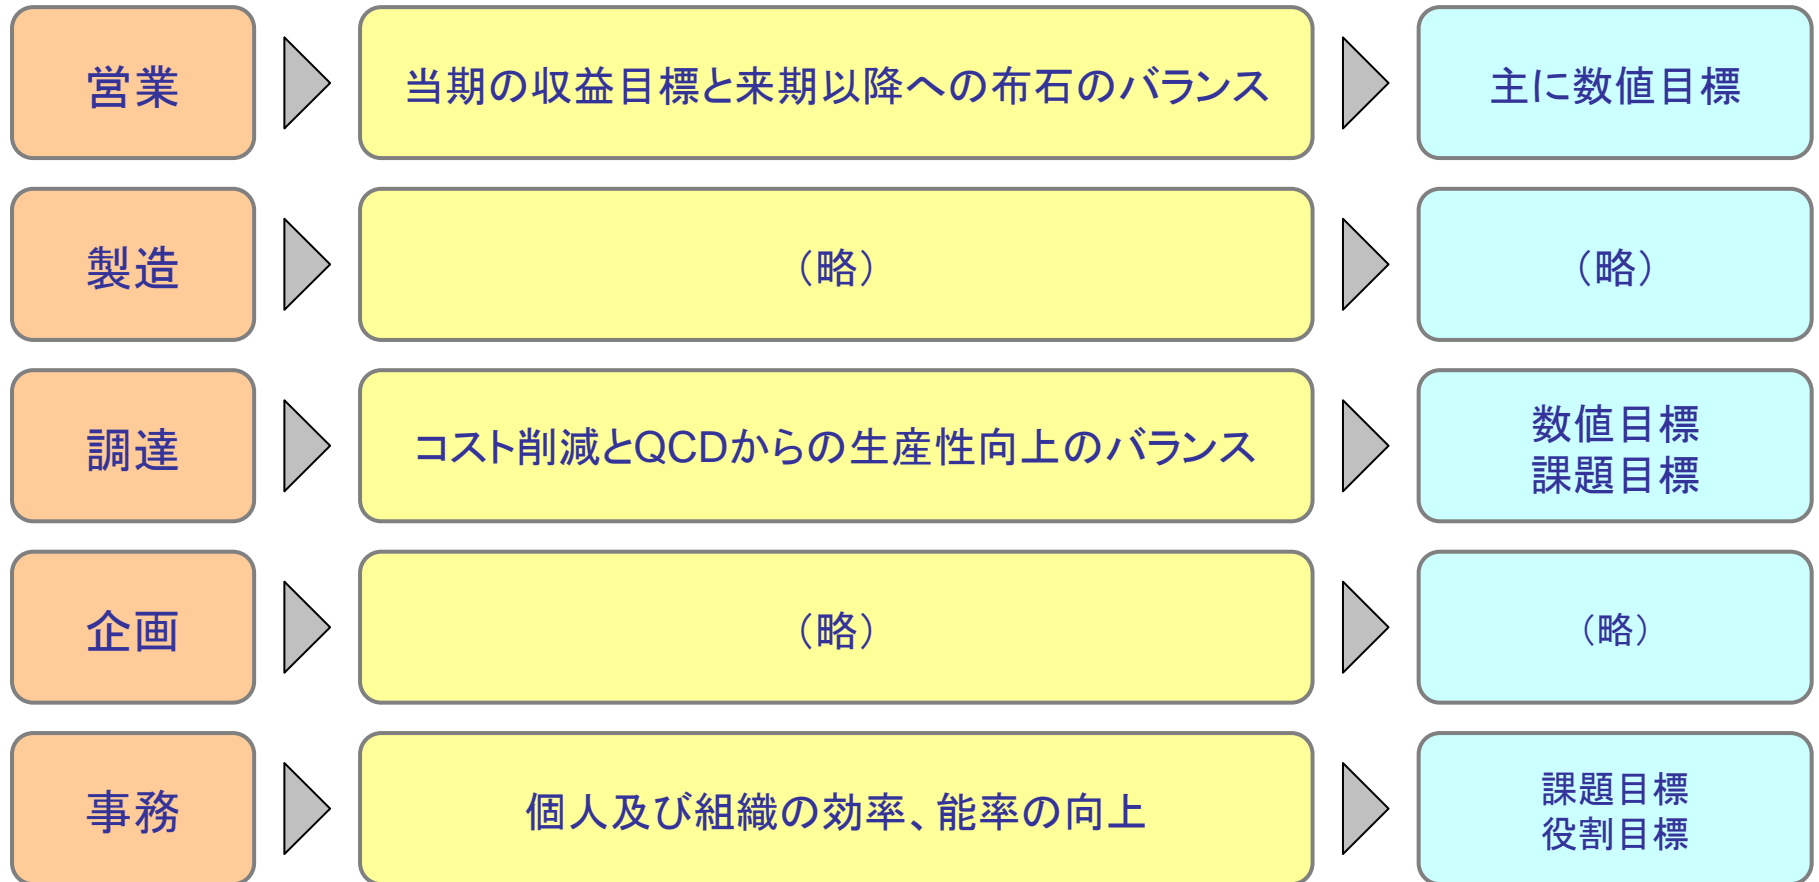 営業
当期の収益目標と来期以降への布石のバランス
主に数値目標
製造
（略）
（略）
調達
コスト削減とQCDからの生産性向上のバランス
数値目標
課題目標
企画
（略）
（略）
事務
個人及び組織の効率、能率の向上
課題目標
役割目標